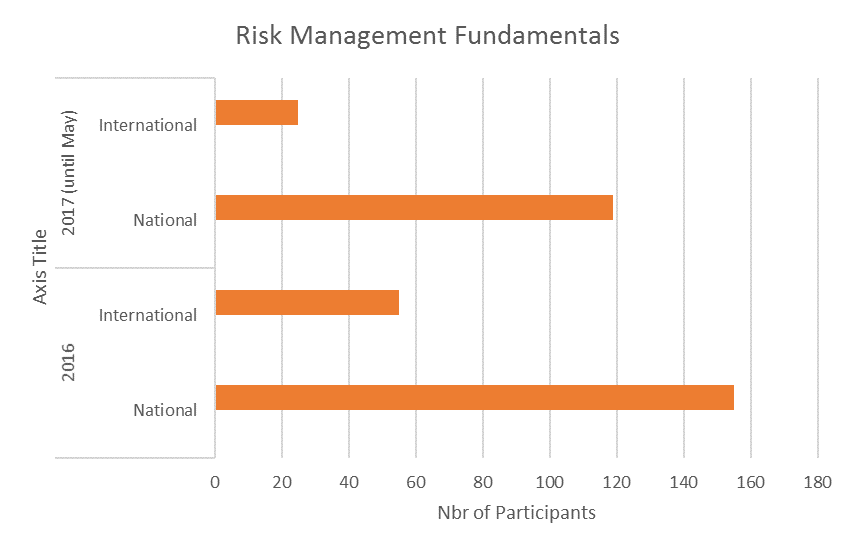 Risk Management Fundamentals
Axis Title
2017 (until May)
International
National
2016
International
National
0 20 40 60 80 100 120 140 160 180
Nbr of Participants